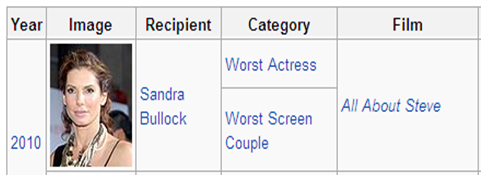 Year Image Recipient Category Film
2010
Sandra
Bullock
Worst Actress
Worst Screen
Couple
All About Steve